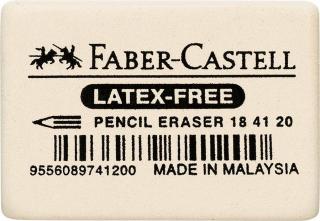 FABER-CASTELL
LATEX-FREE
PENCIL ERASER 18 41 20
9556089741200 MADE IN MALAYSIA